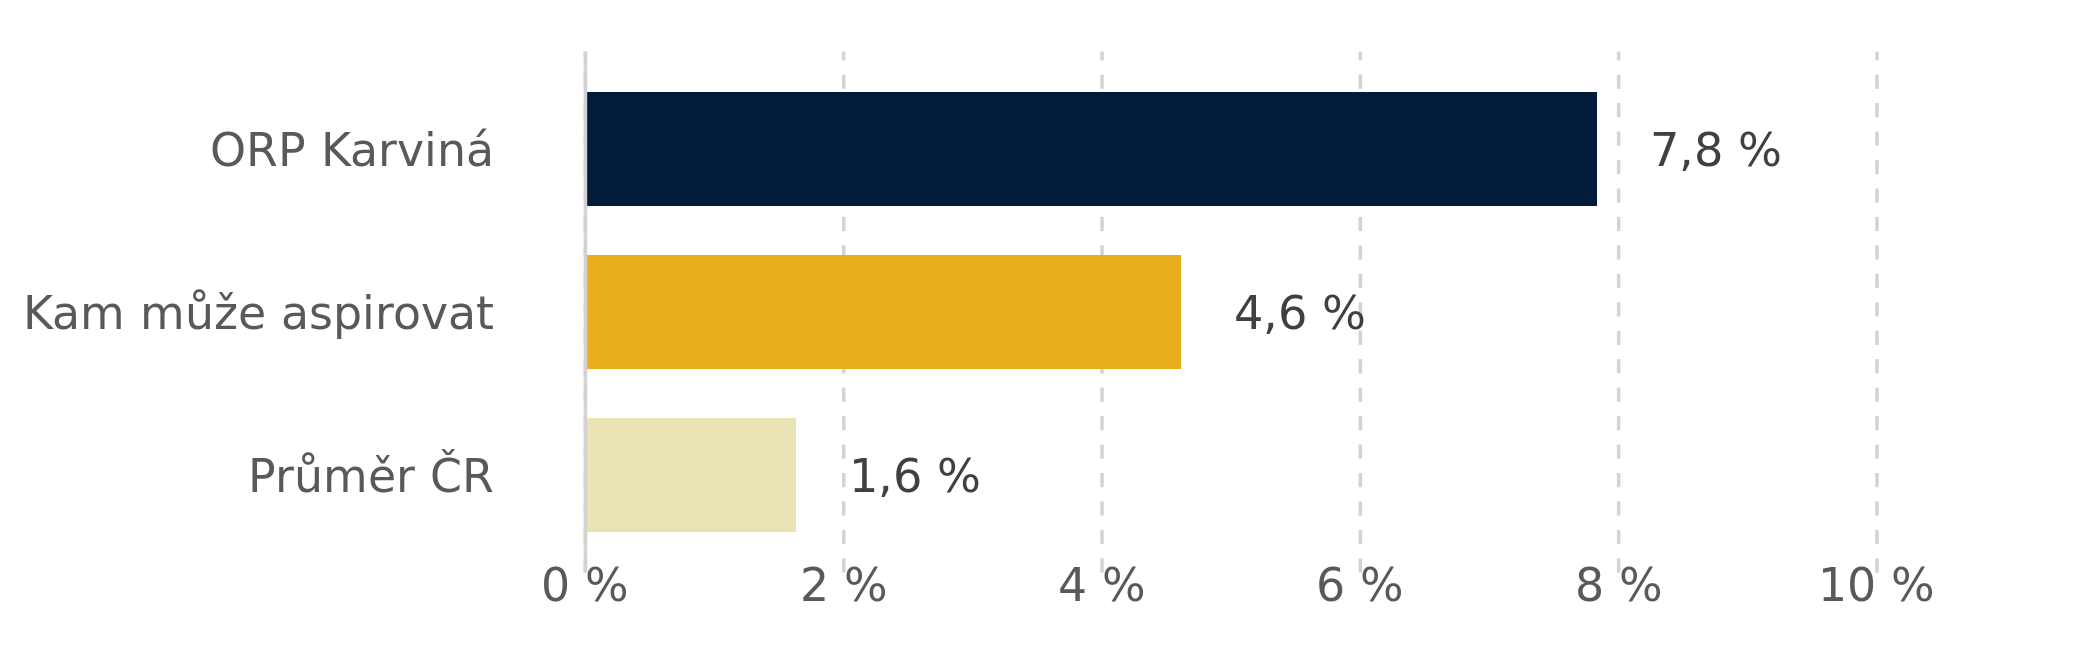 ORP Karviná 7,8 %
Kam může aspirovat 4,6 %
Průměr ČR 1,6 %
0 % 2 % 4 % 6 % 8 % 10 %